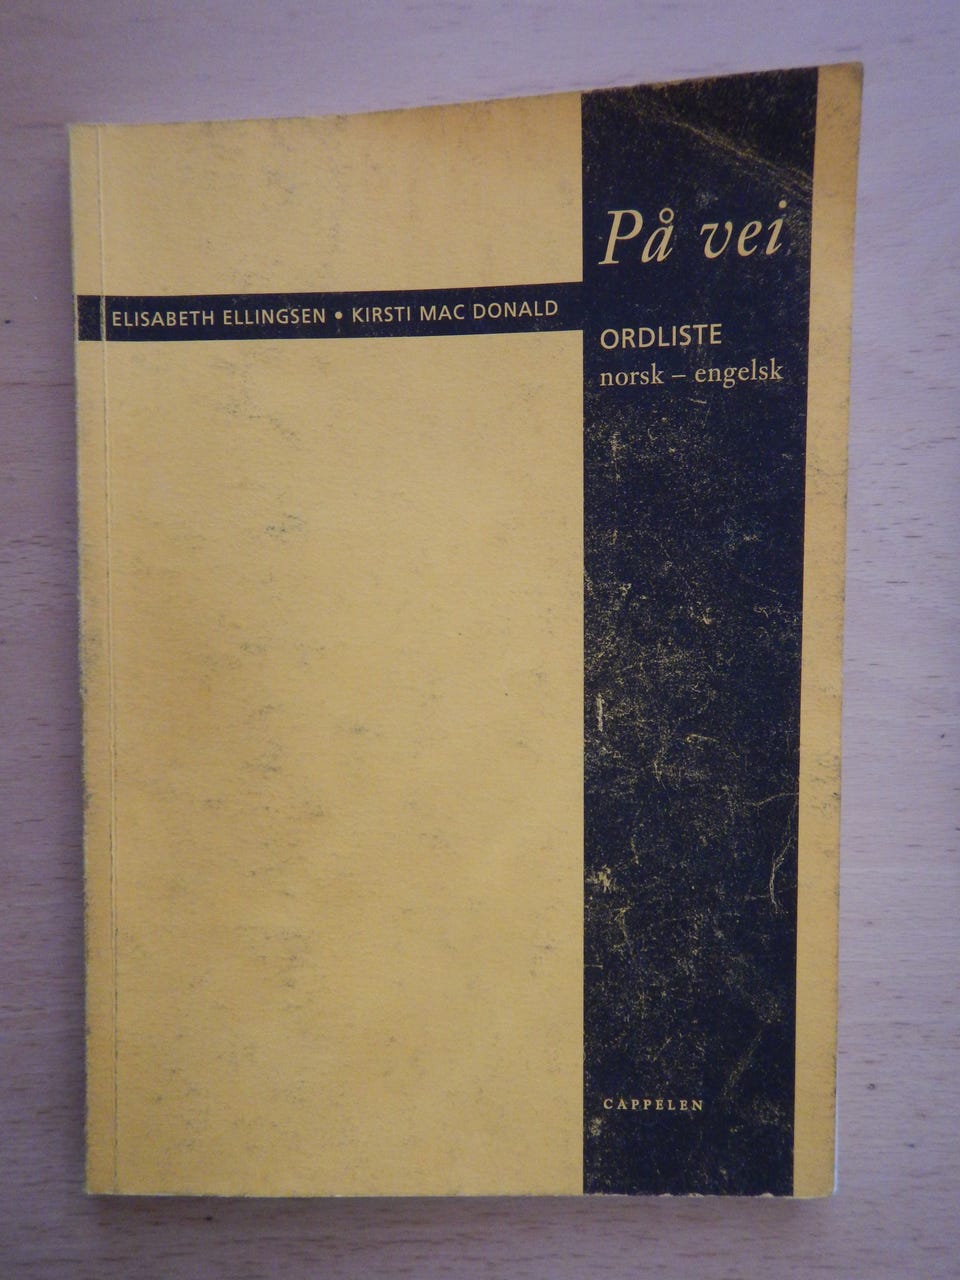 På vei
ELISABETH ELLINGSEN • KIRSTI MAC DONALD
ORDLISTE
norsk – engelsk
CAPPELEN